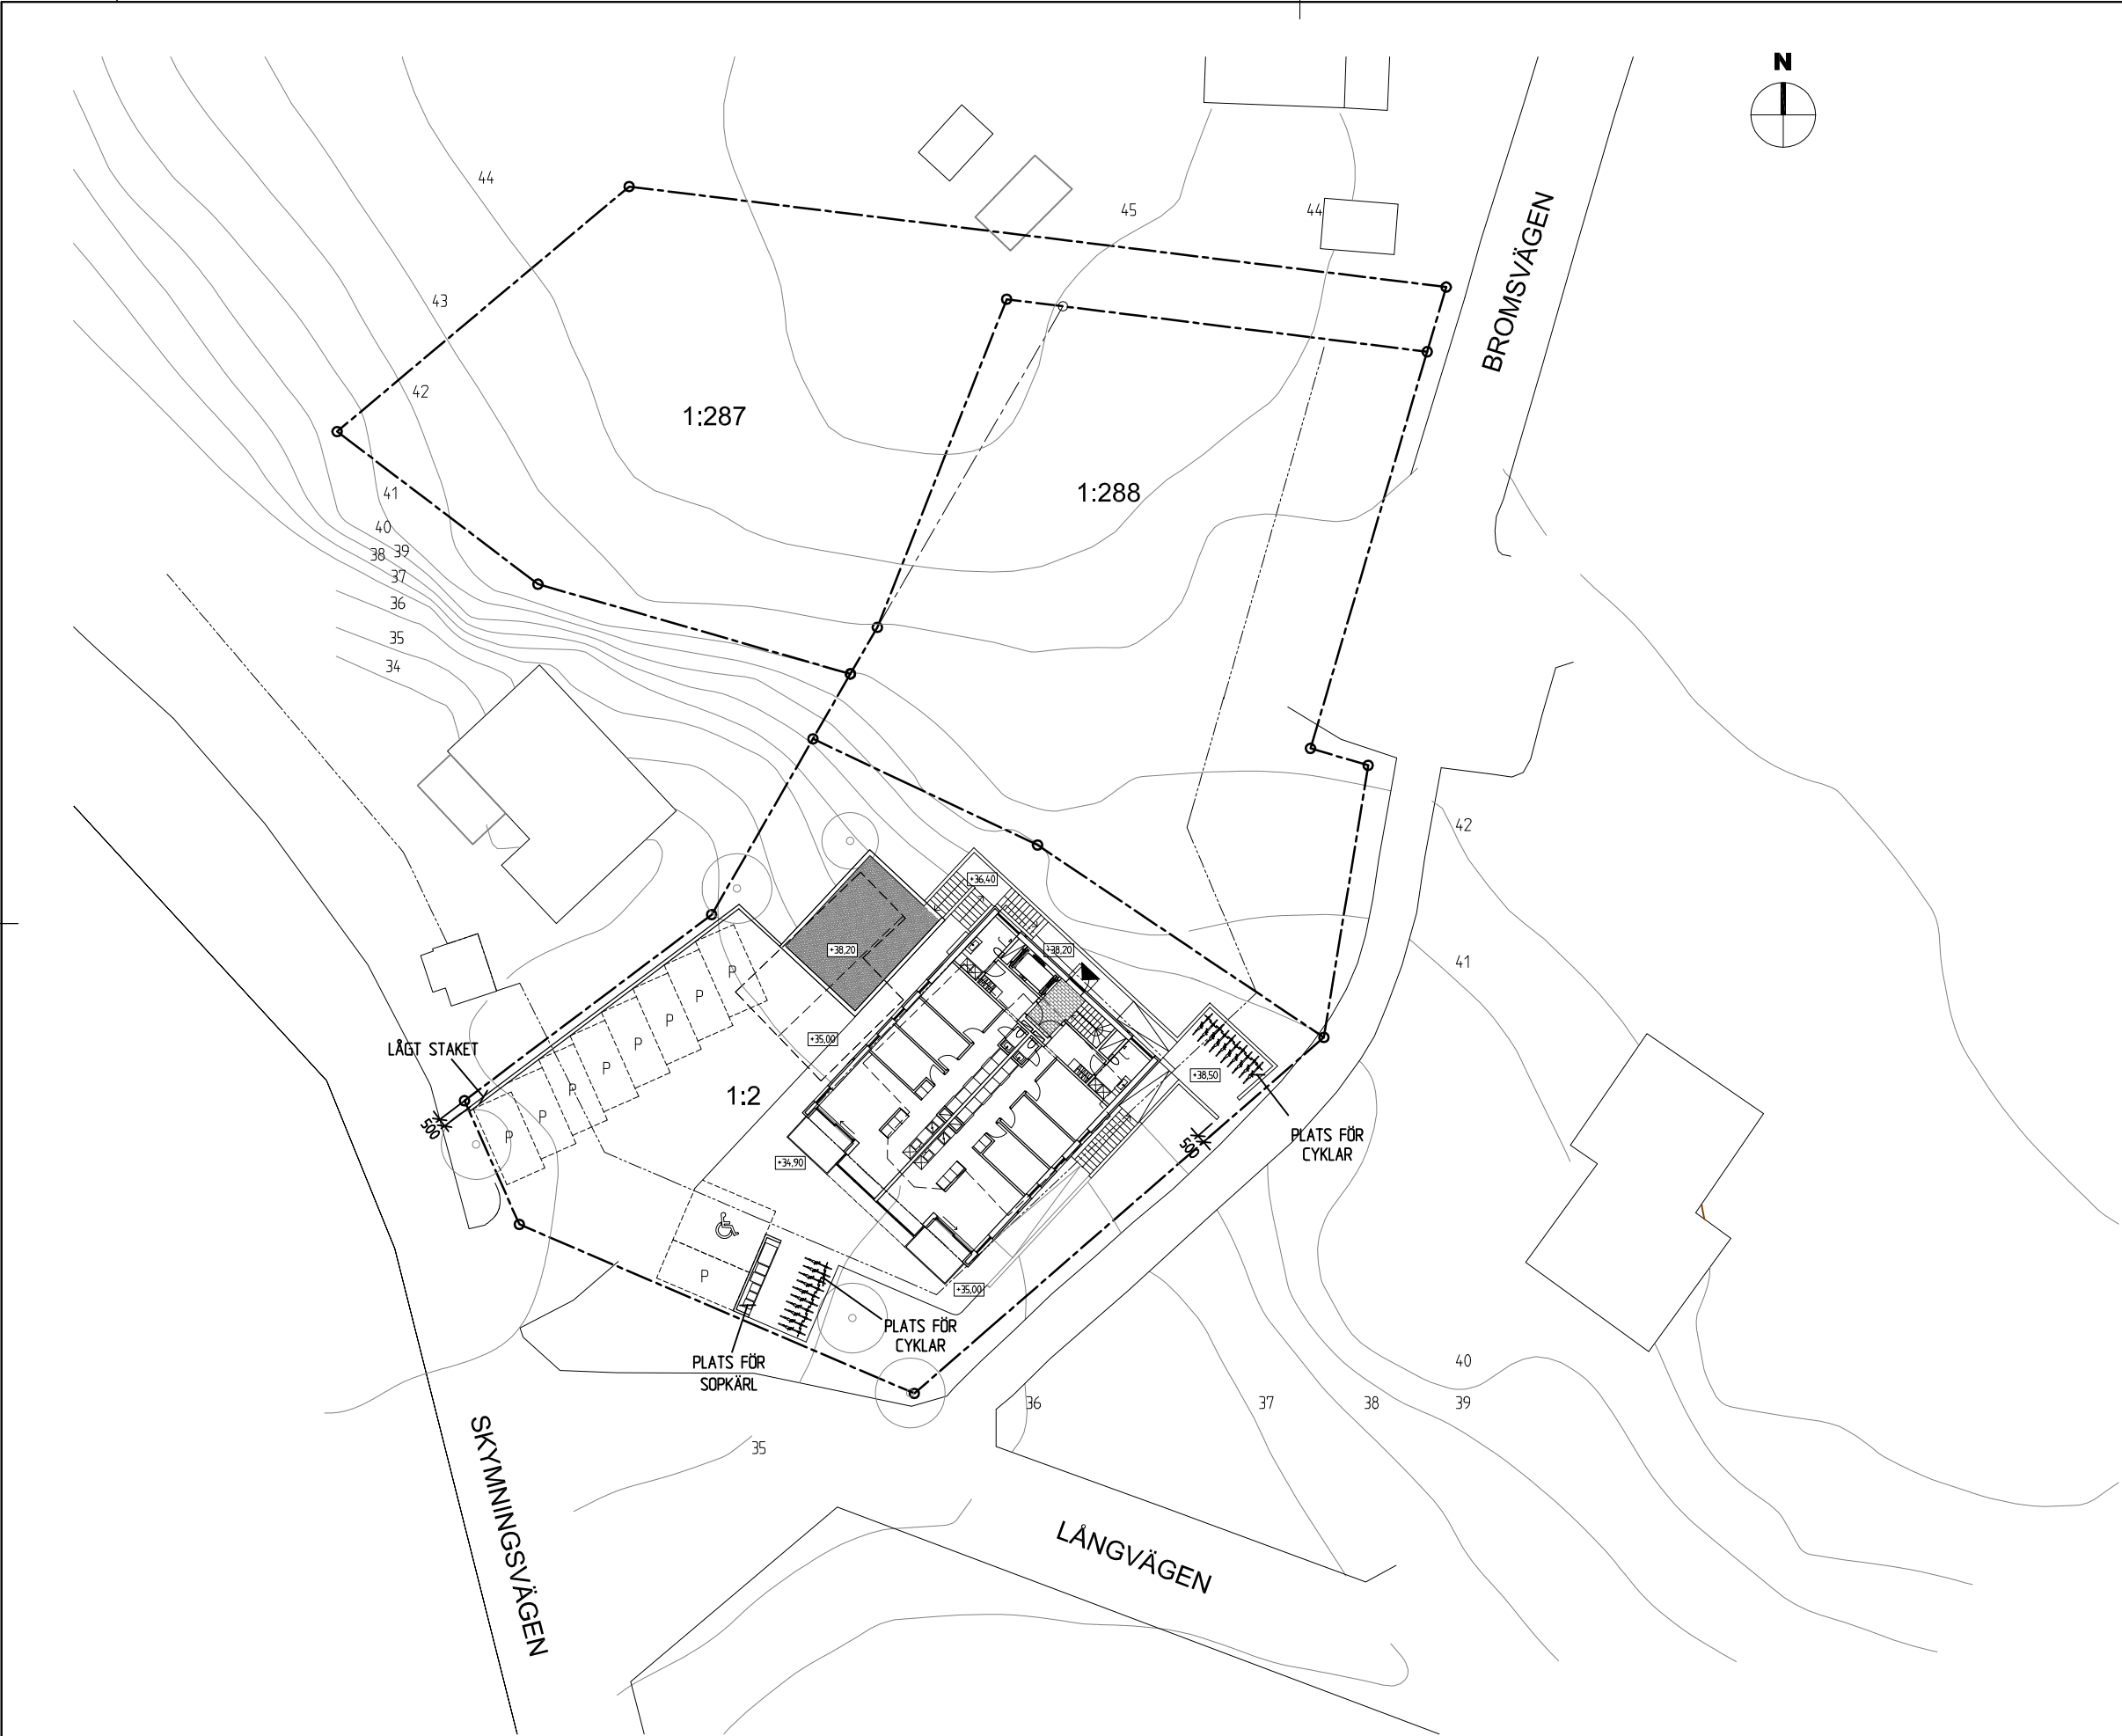 N
44
45
44
BROMSVÄGEN
43
42
1:287
1:288
41
40
38
39
37
36
35
34
42
+36,40
+38,20
+38,20
P
41
P
P
P
LÅGT STAKET
+35,00
P
+38,50
P
1:2
P
500
P
PLATS FÖR
CYKLAR
500
+34,90
P
+35,00
PLATS FÖR
CYKLAR
PLATS FÖR
SOPKÄRL
40
36
37
38
39
35
SKYMNINGSVÄGEN
LÅNGVÄGEN